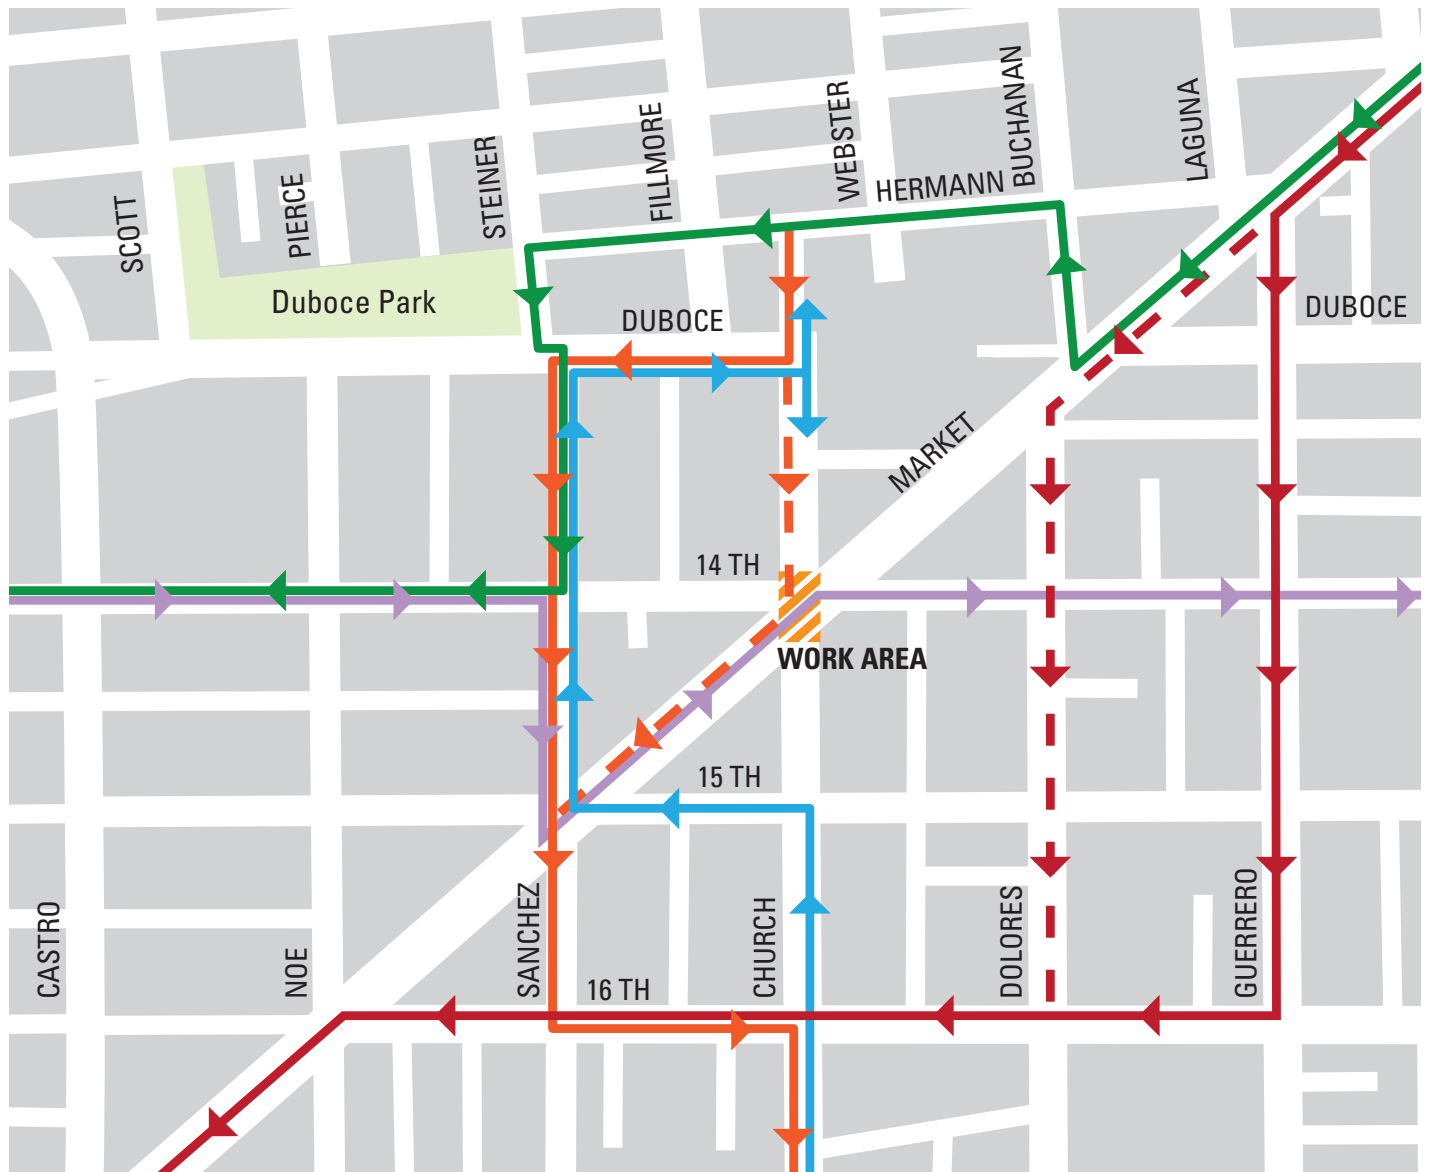 BUCHANAN
WEBSTER
LAGUNA
FILLMORE
STEINER
HERMANN
PIERCE
SCOTT
Duboce Park
DUBOCE
DUBOCE
MARKET
14 TH
WORK AREA
15 TH
SANCHEZ
CHURCH
DOLORES
GUERRERO
CASTRO
NOE
16 TH